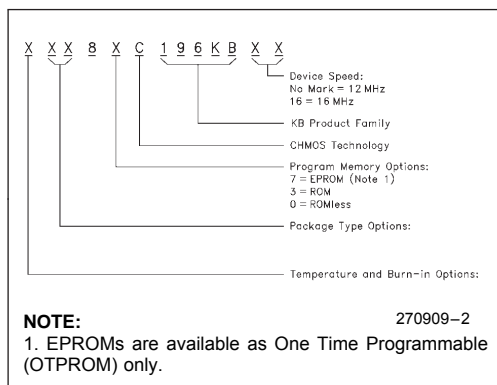 X XX 8 X C 196KB XX
Device Speed:
No Mark = 12 MHz
16 = 16 MHz
KB Product Family
CHMOS Technology
Program Memory Options:
7 = EPROM (Note 1)
3 = ROM
0 = ROMless
Package Type Options:
Temperature and Burn-in Options:
NOTE: 270909–2
1. EPROMs are available as One Time Programmable
(OTPROM) only.